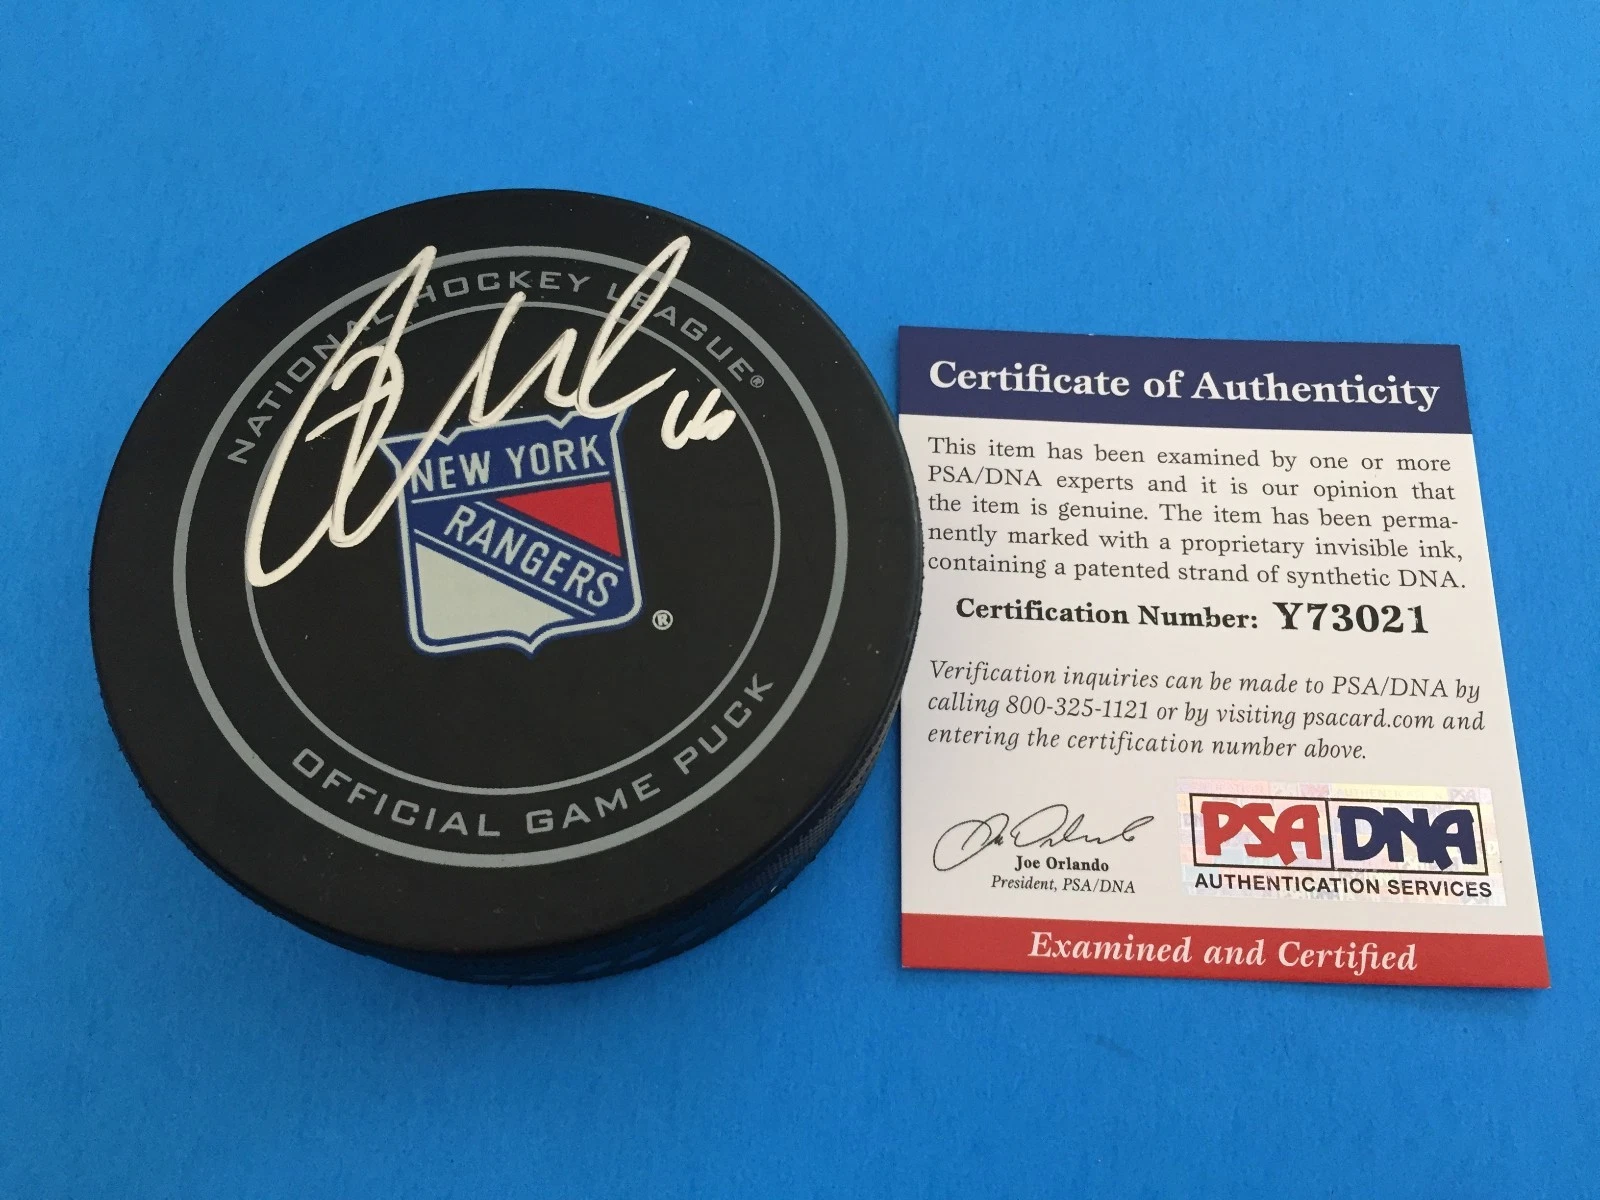 NATIONAL HOCKEY LEAGUE®
NEW YORK
RANGERS
®
OFFICIAL GAME PUCK
Certificate of Authenticity
This item has been examined by one or more
PSA/DNA experts and it is our opinion that
the item is genuine. The item has been perma-
nently marked with a proprietary invisible ink,
containing a patented strand of synthetic DNA.
Certification Number: Y73021
Verification inquiries can be made to PSA/DNA by
calling 800-325-1121 or by visiting psacard.com and
entering the certification number above.
Joe Orlando
President, PSA/DNA
PSA DNA
AUTHENTICATION SERVICES
Examined and Certified